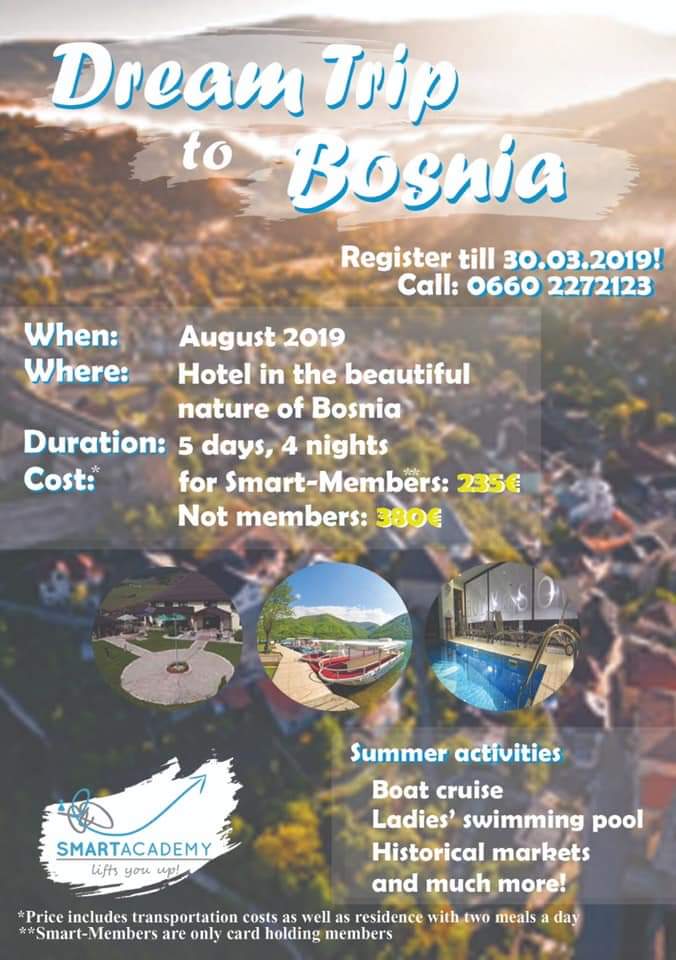 Dream Trip
to Bosnia
Register till 30.03.2019!
Call: 0660 2272123
When: August 2019
Where: Hotel in the beautiful
nature of Bosnia
Duration: 5 days, 4 nights
Cost:* for Smart-Members**: 235€
Not members: 380€
Summer activities
Boat cruise
Ladies' swimming pool
Historical markets
and much more!
SMARTACADEMY
lifts you up!
*Price includes transportation costs as well as residence with two meals a day
**Smart-Members are only card holding members